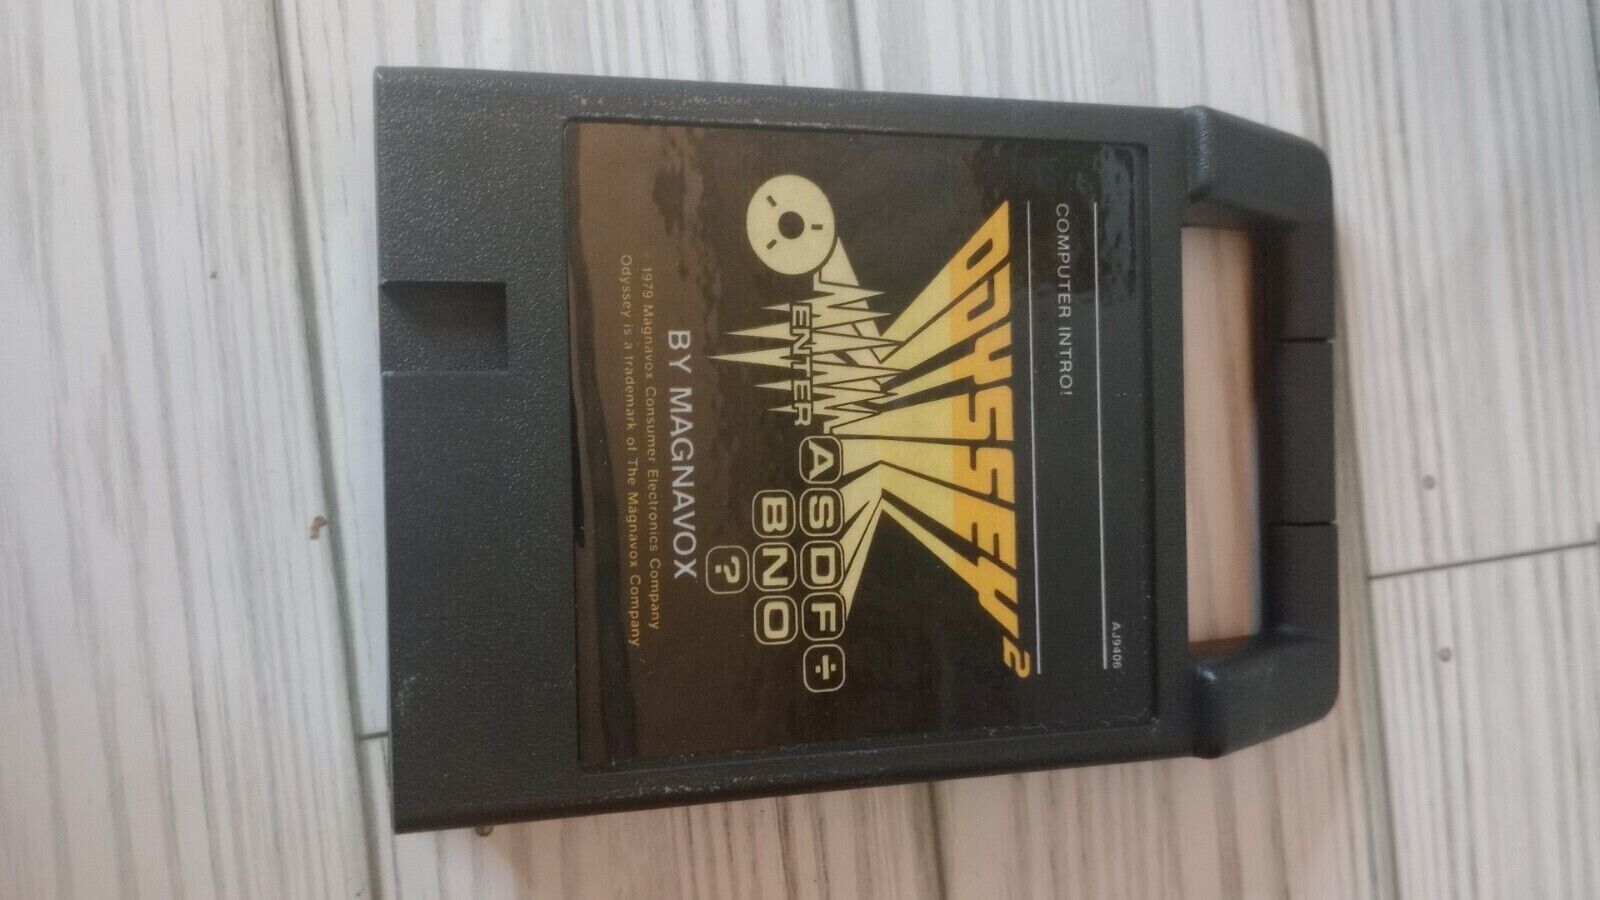 AJ9406
COMPUTER INTRO!
ODYSSEY²
ENTER
A S D F ÷
B N O
?
BY MAGNAVOX
1979 Magnavox Consumer Electronics Company
Odyssey is a trademark of The Magnavox Company